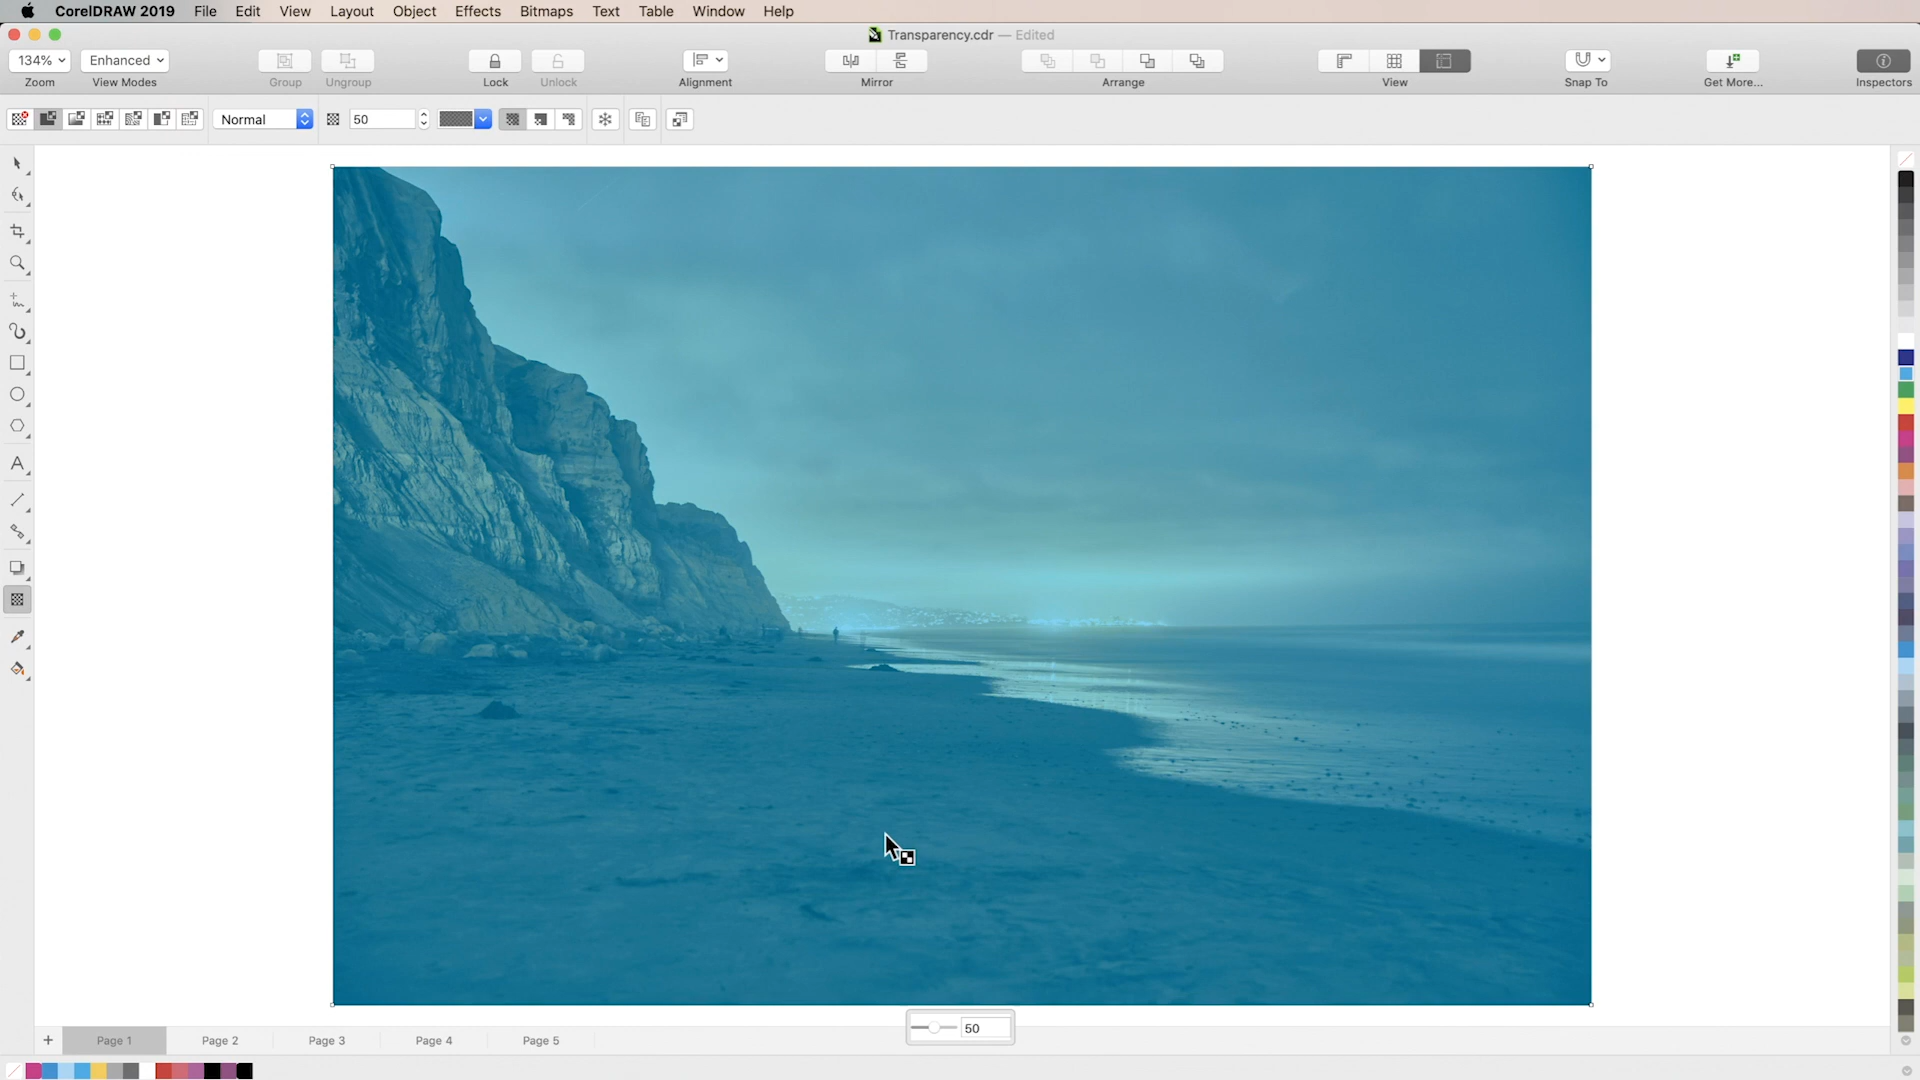 CorelDRAW 2019 File Edit View Layout Object Effects Bitmaps Text Table Window Help
Transparency.cdr — Edited
134% Enhanced
Zoom View Modes Group Ungroup Lock Unlock Alignment Mirror Arrange View Snap To Get More... Inspectors
Normal 50
50
Page 1 Page 2 Page 3 Page 4 Page 5